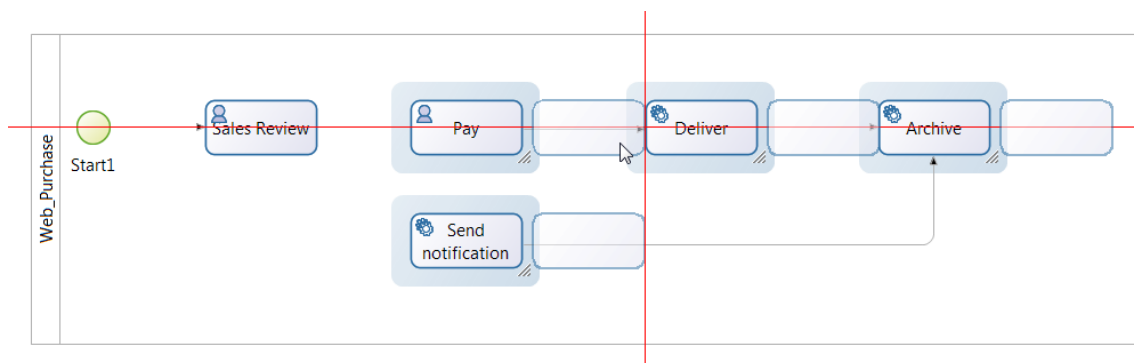 Web_Purchase
Start1
Sales Review
Pay
Deliver
Archive
Send
notification